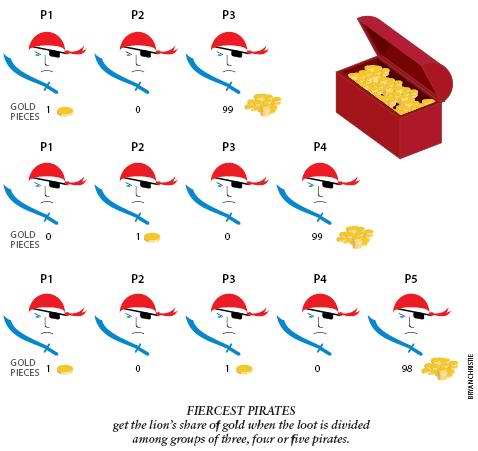 P1 P2 P3
GOLD
PIECES 1 0 99
P1 P2 P3 P4
GOLD
PIECES 0 1 0 99
P1 P2 P3 P4 P5
GOLD
PIECES 1 0 1 0 98
BRYAN CHRISTIE
FIERCEST PIRATES
get the lion's share of gold when the loot is divided
among groups of three, four or five pirates.